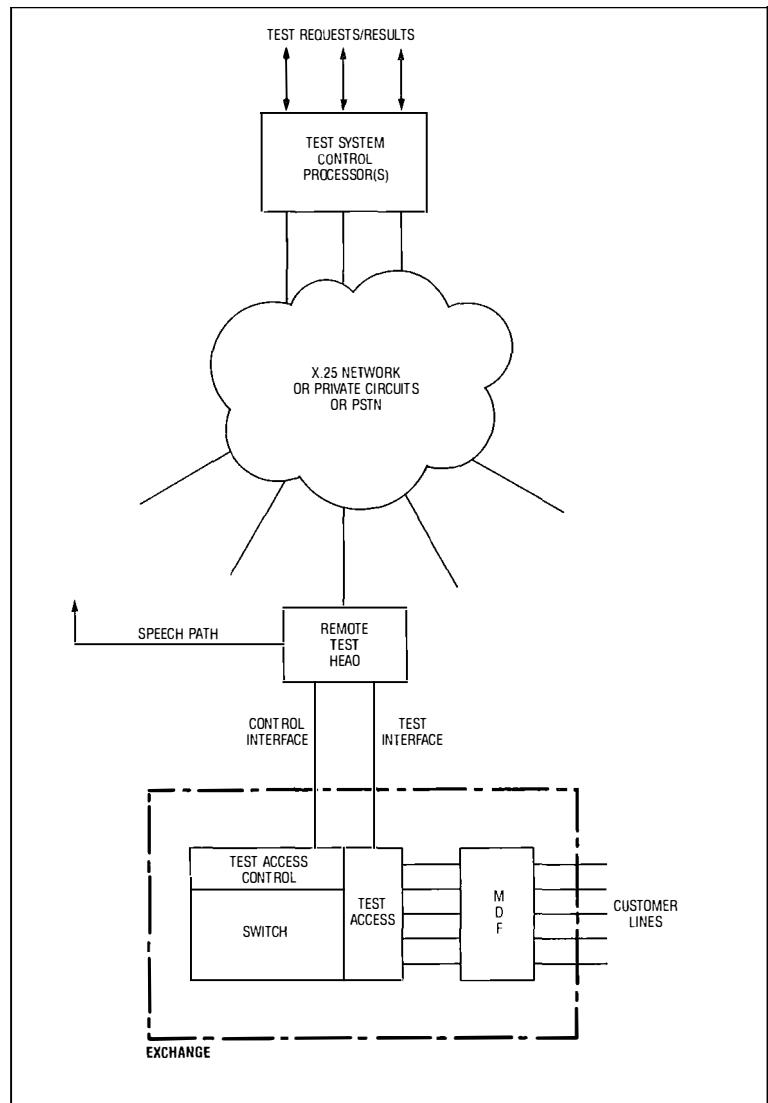 TEST REQUESTS/RESULTS
TEST SYSTEM
CONTROL
PROCESSOR(S)
X.25 NETWORK
OR PRIVATE CIRCUITS
OR PSTN
SPEECH PATH
REMOTE
TEST
HEAD
CONTROL
INTERFACE
TEST
INTERFACE
TEST ACCESS
CONTROL
SWITCH
TEST
ACCESS
M
D
F
CUSTOMER
LINES
EXCHANGE